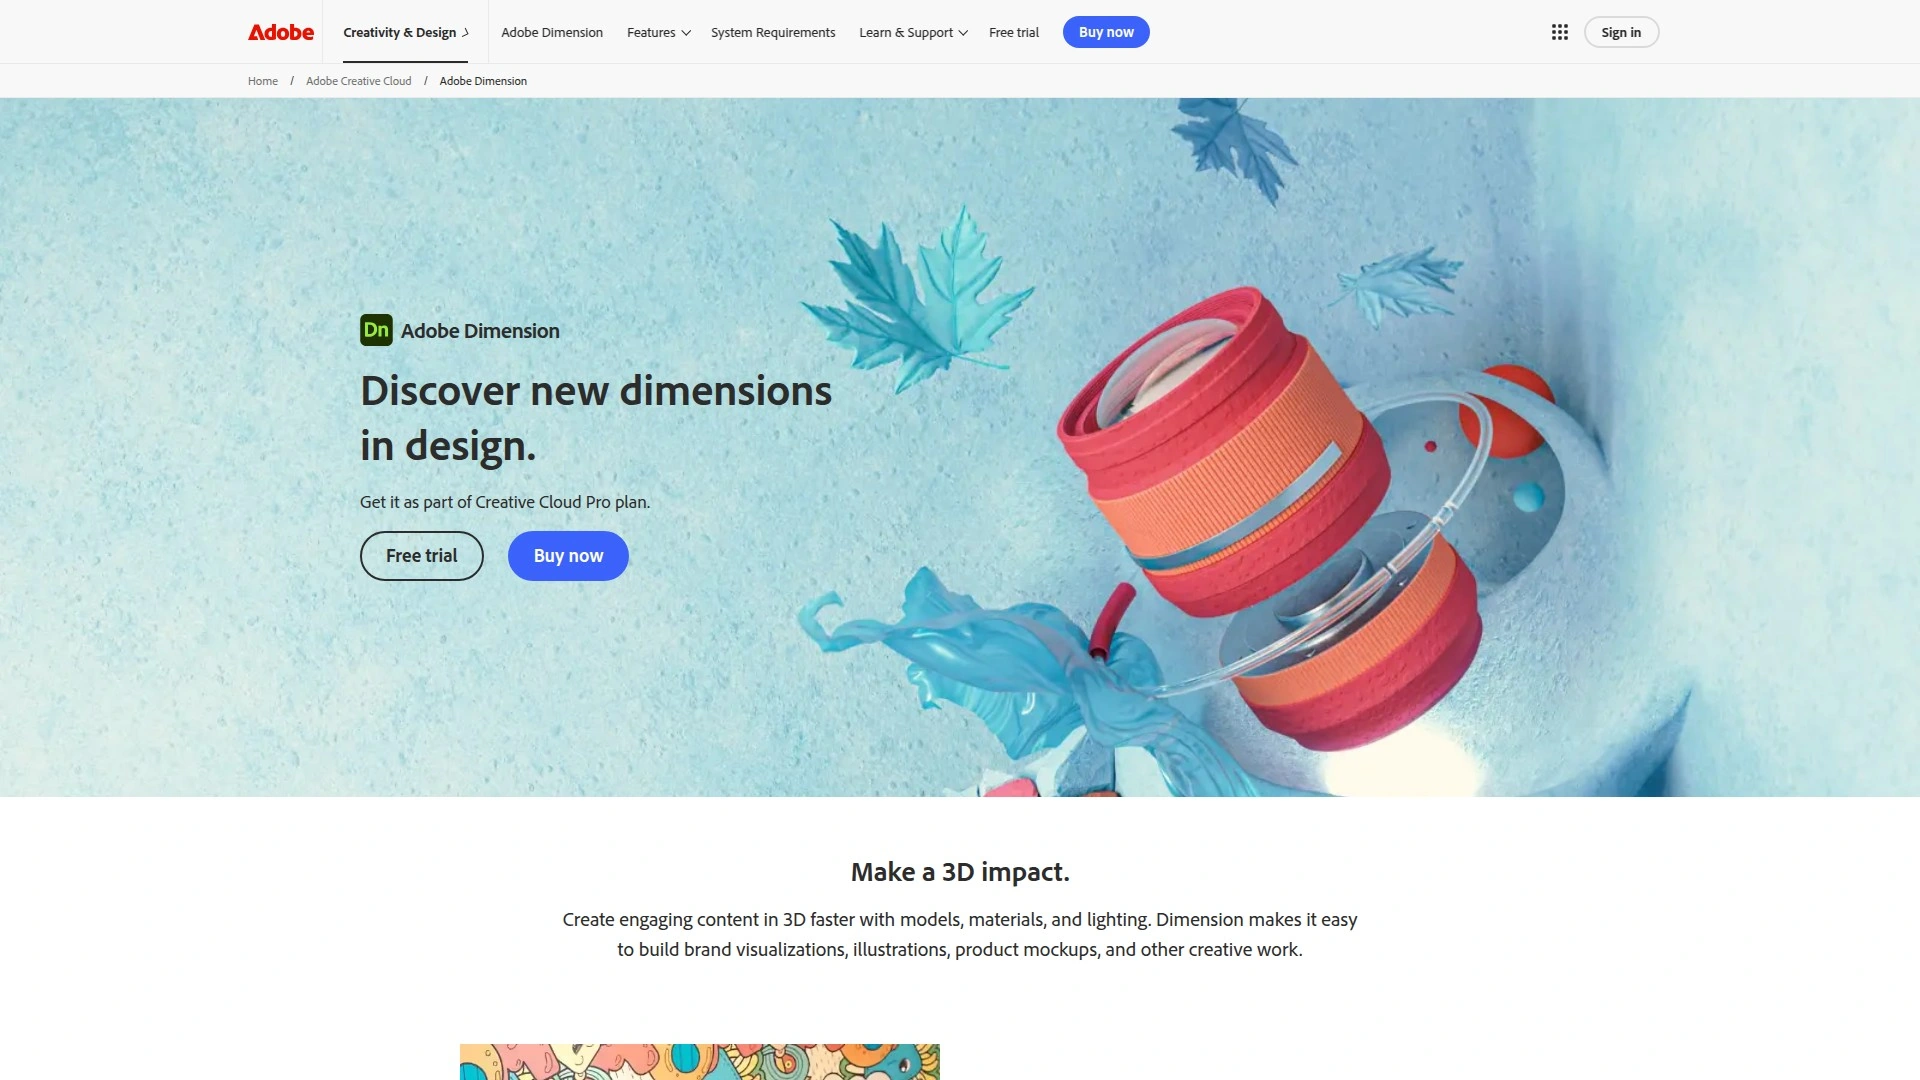 Adobe
Creativity & Design
Adobe Dimension
Features
System Requirements
Learn & Support
Free trial
Buy now
Sign in
Home / Adobe Creative Cloud / Adobe Dimension
Dn Adobe Dimension
Discover new dimensions
in design.
Get it as part of Creative Cloud Pro plan.
Free trial
Buy now
Make a 3D impact.
Create engaging content in 3D faster with models, materials, and lighting. Dimension makes it easy
to build brand visualizations, illustrations, product mockups, and other creative work.